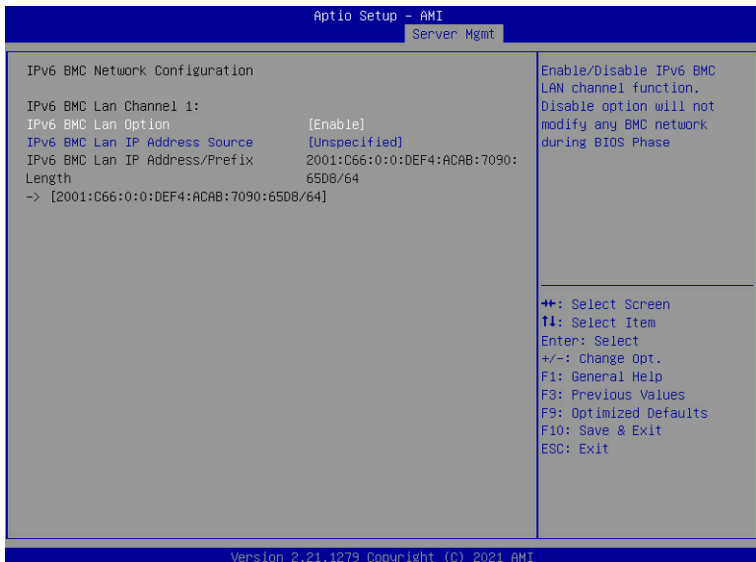 Aptio Setup – AMI
Server Mgmt
IPv6 BMC Network Configuration
IPv6 BMC Lan Channel 1:
IPv6 BMC Lan Option [Enable]
IPv6 BMC Lan IP Address Source [Unspecified]
IPv6 BMC Lan IP Address/Prefix 2001:C66:0:0:DEF4:ACAB:7090:
Length 65D8/64
-> [2001:C66:0:0:DEF4:ACAB:7090:65D8/64]
Enable/Disable IPv6 BMC
LAN channel function.
Disable option will not
modify any BMC network
during BIOS Phase
→←: Select Screen
↑↓: Select Item
Enter: Select
+/-: Change Opt.
F1: General Help
F3: Previous Values
F9: Optimized Defaults
F10: Save & Exit
ESC: Exit
Version 2.21.1279 Copyright (C) 2021 AMI